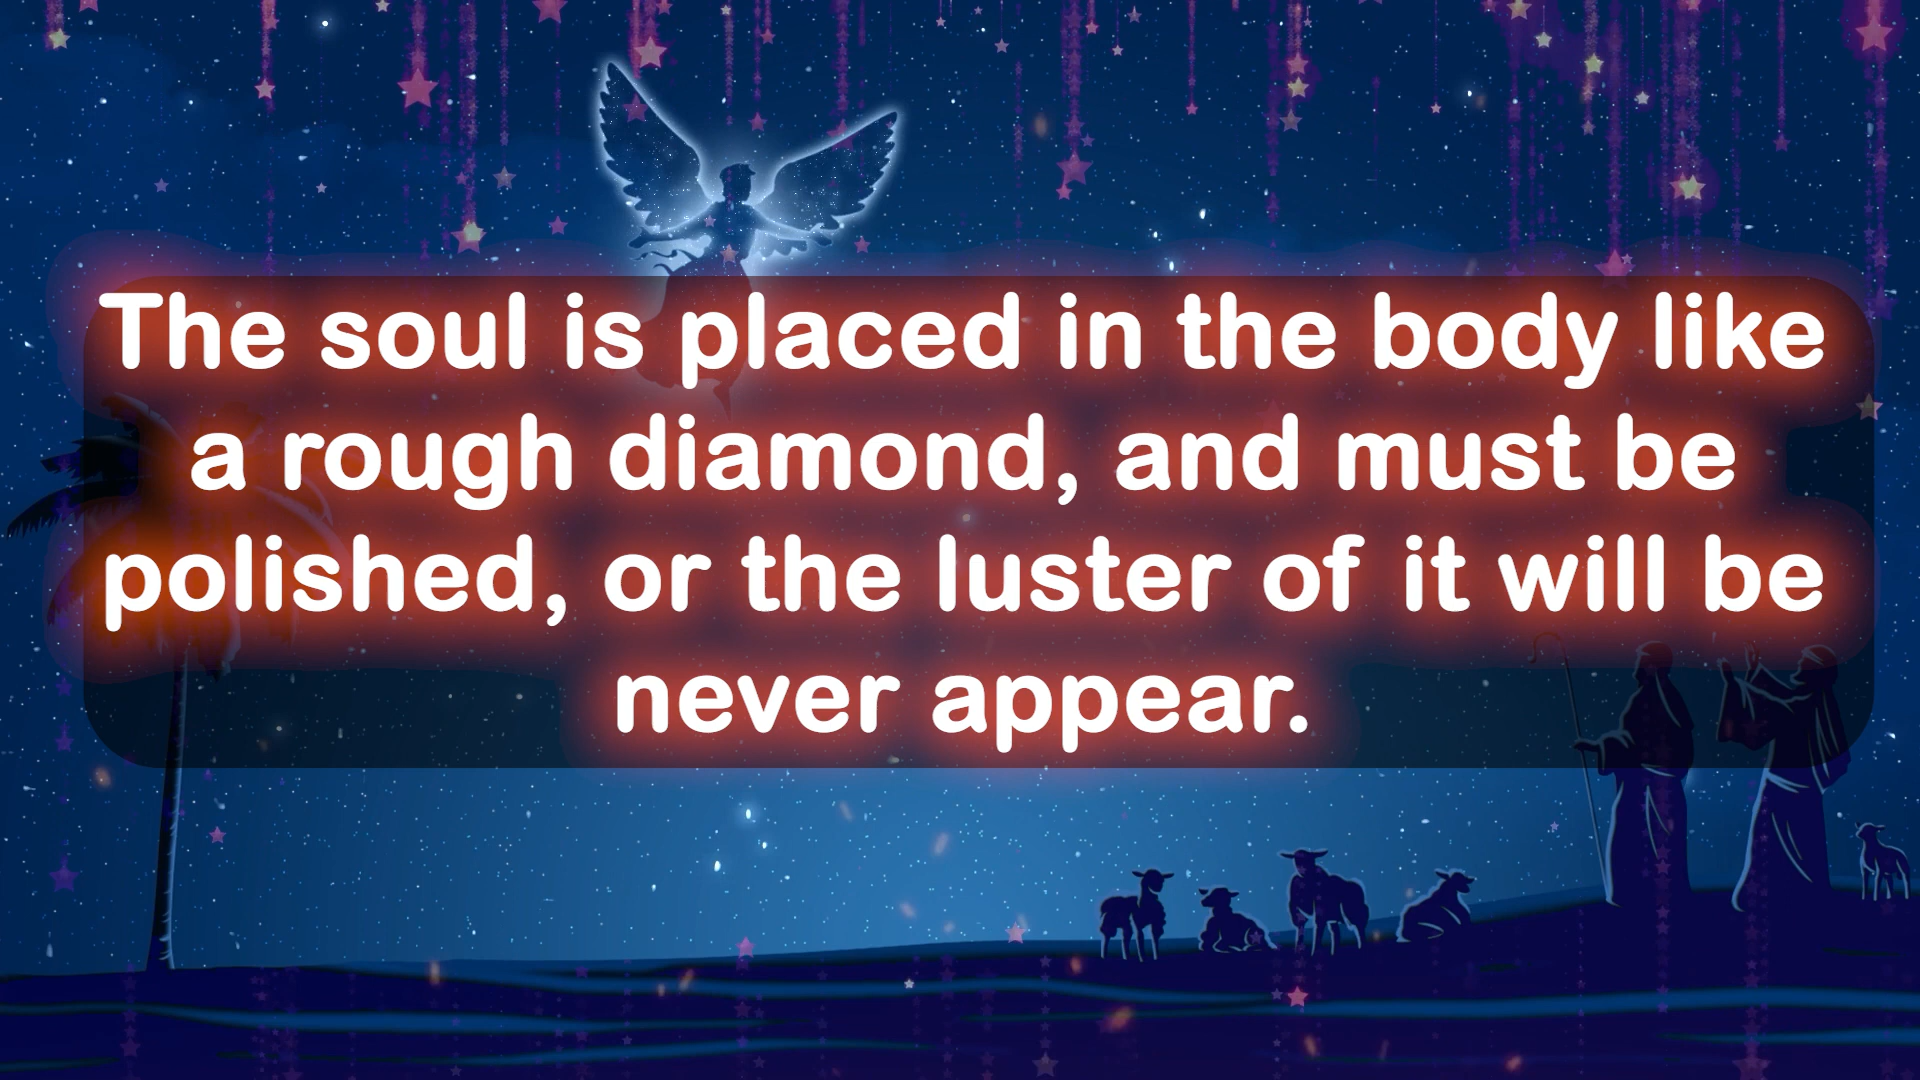 The soul is placed in the body like
a rough diamond, and must be
polished, or the luster of it will be
never appear.